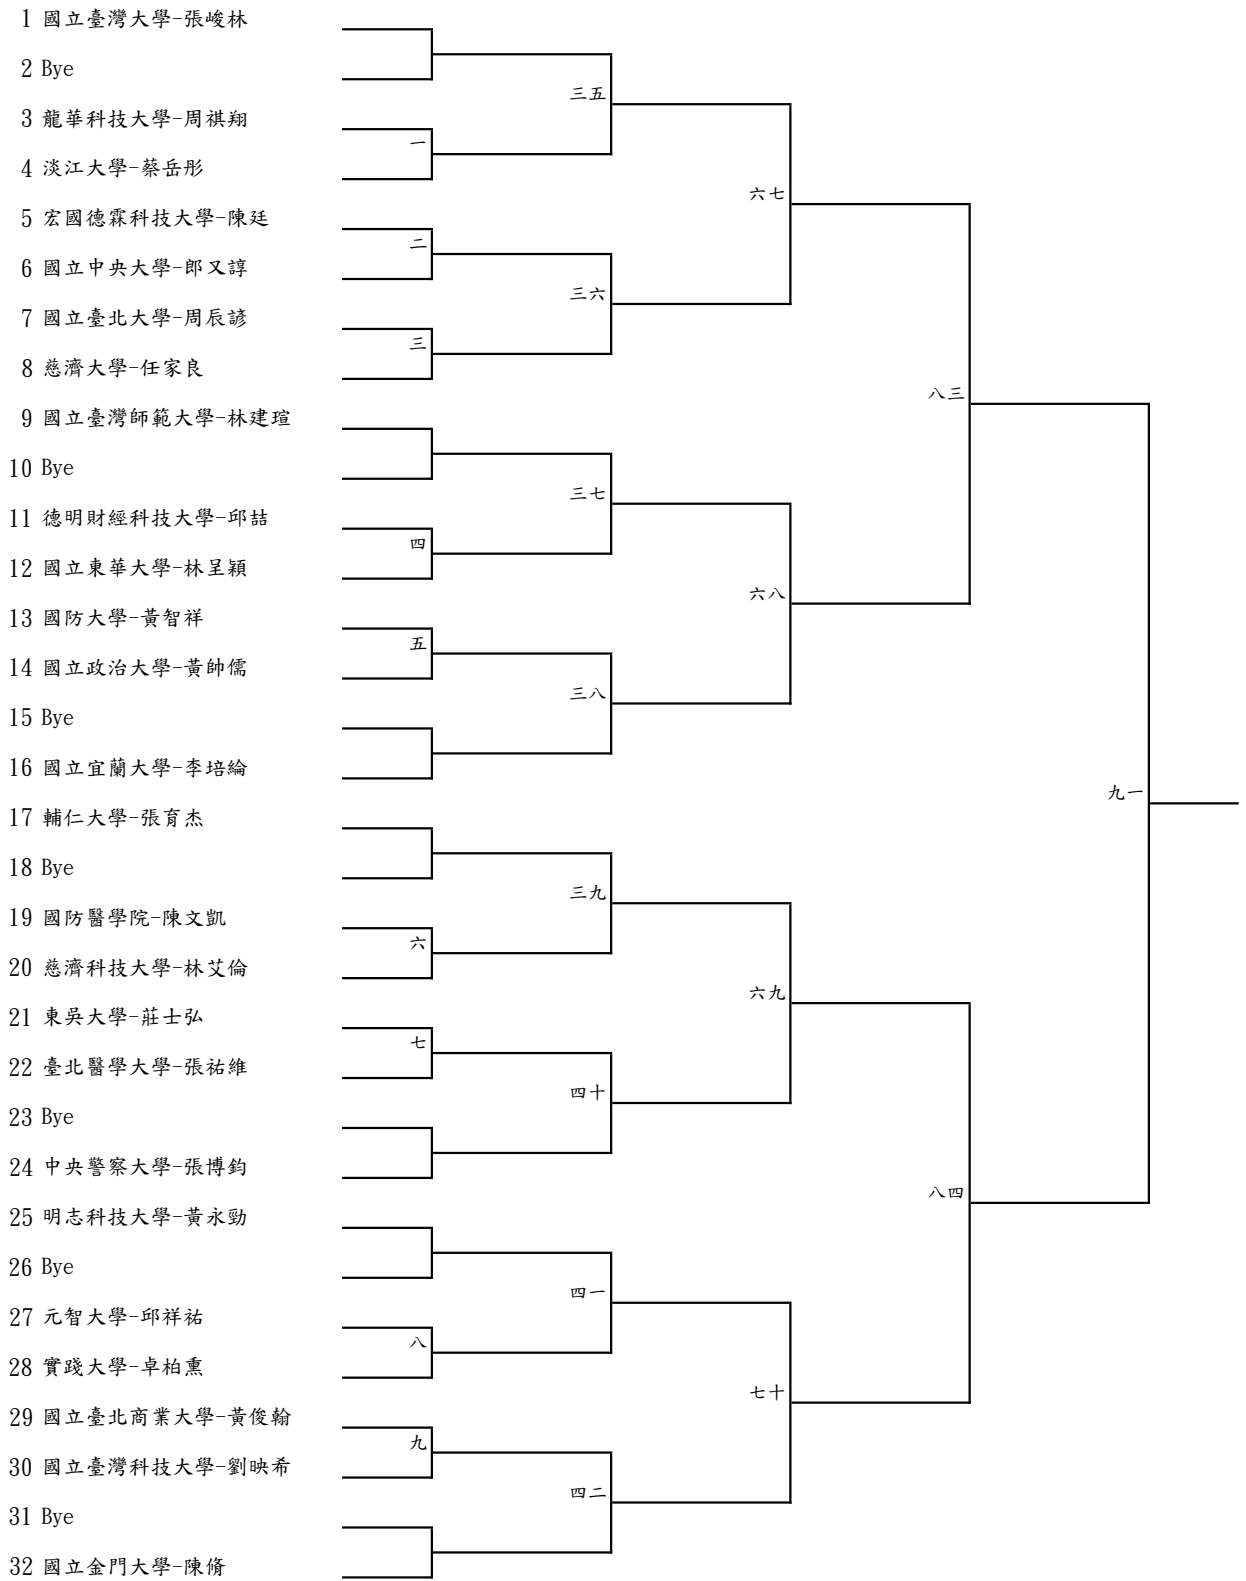 1 國立臺灣大學-張峻林
2 Bye
三五
3 龍華科技大學-周祺翔
一
4 淡江大學-蔡岳彤
六七
5 宏國德霖科技大學-陳廷
二
6 國立中央大學-郎又諄
三六
7 國立臺北大學-周辰諺
三
8 慈濟大學-任家良
八三
9 國立臺灣師範大學-林建瑄
10 Bye
三七
11 德明財經科技大學-邱喆
四
12 國立東華大學-林呈穎
六八
13 國防大學-黃智祥
五
14 國立政治大學-黃帥儒
三八
15 Bye
16 國立宜蘭大學-李培綸
九一
17 輔仁大學-張育杰
18 Bye
三九
19 國防醫學院-陳文凱
六
20 慈濟科技大學-林艾倫
六九
21 東吳大學-莊士弘
七
22 臺北醫學大學-張祐維
四十
23 Bye
24 中央警察大學-張博鈞
八四
25 明志科技大學-黃永勁
26 Bye
四一
27 元智大學-邱祥祐
八
28 實踐大學-卓柏熏
七十
29 國立臺北商業大學-黃俊翰
九
30 國立臺灣科技大學-劉映希
四二
31 Bye
32 國立金門大學-陳脩